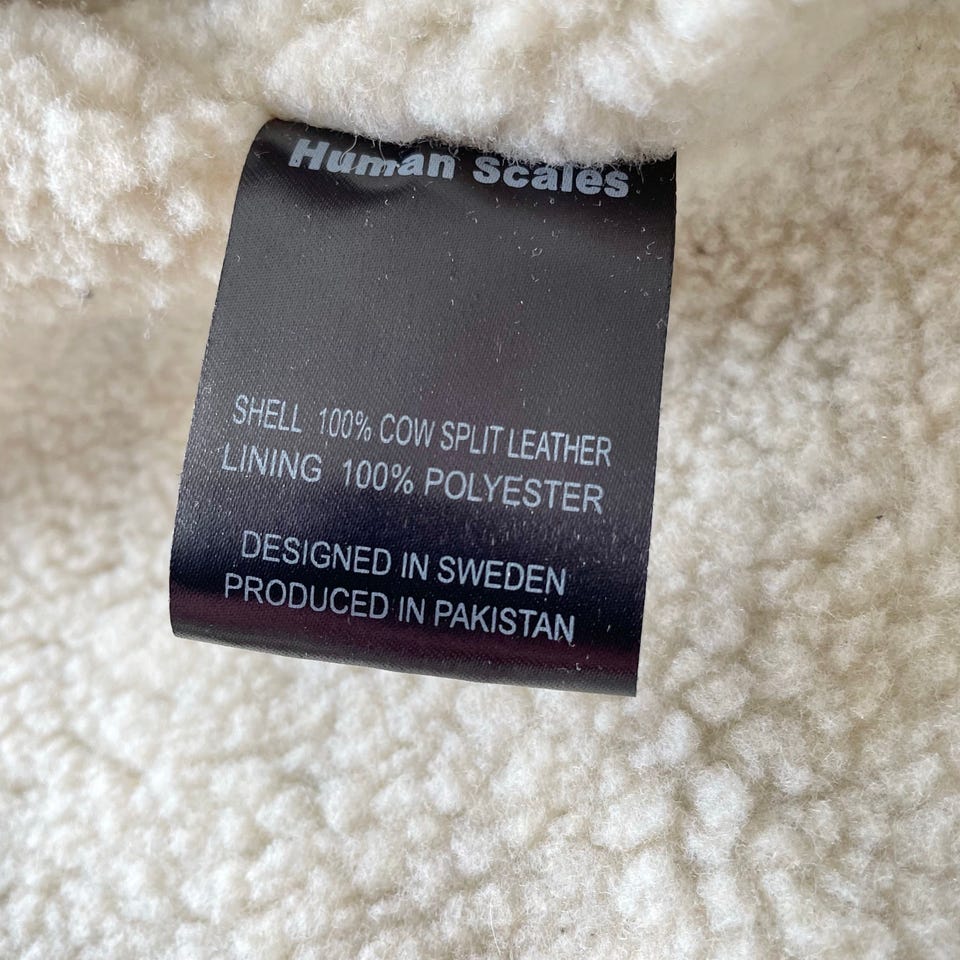 Human Scales
SHELL 100% COW SPLIT LEATHER
LINING 100% POLYESTER
DESIGNED IN SWEDEN
PRODUCED IN PAKISTAN